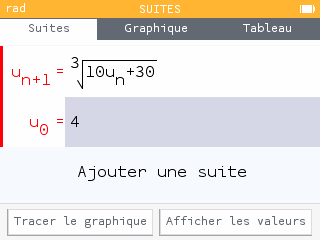 rad SUITES
Suites Graphique Tableau
uₙ₊₁ = ∛(10uₙ+30)
u₀ = 4
Ajouter une suite
Tracer le graphique Afficher les valeurs